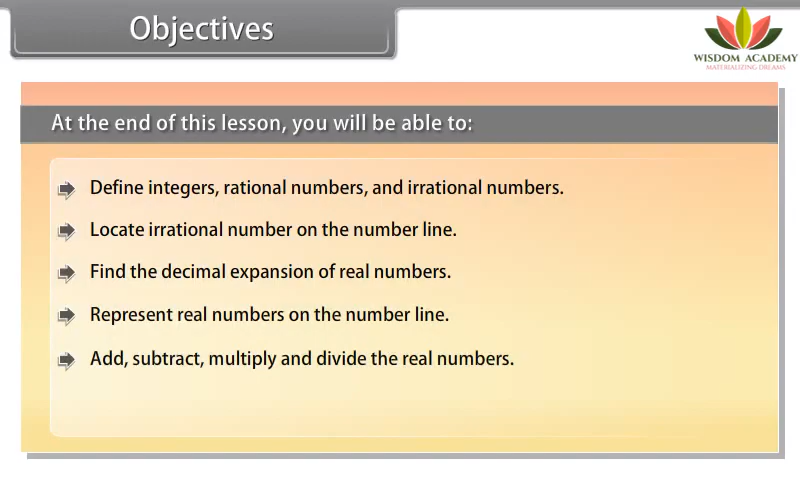 Objectives
WISDOM ACADEMY
MATERIALIZING DREAMS
At the end of this lesson, you will be able to:
Define integers, rational numbers, and irrational numbers.
Locate irrational number on the number line.
Find the decimal expansion of real numbers.
Represent real numbers on the number line.
Add, subtract, multiply and divide the real numbers.